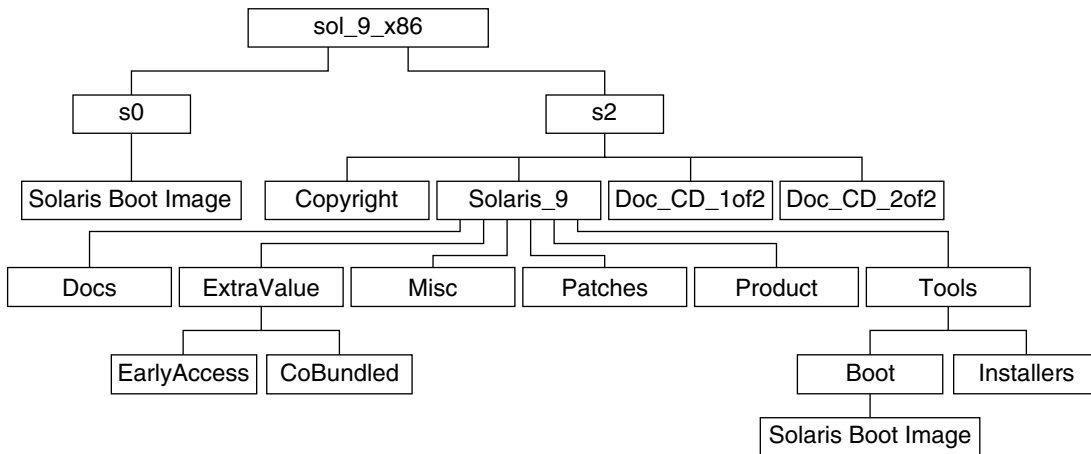 sol_9_x86
s0
s2
Solaris Boot Image
Copyright
Solaris_9
Doc_CD_1of2
Doc_CD_2of2
Docs
ExtraValue
Misc
Patches
Product
Tools
EarlyAccess
CoBundled
Boot
Installers
Solaris Boot Image